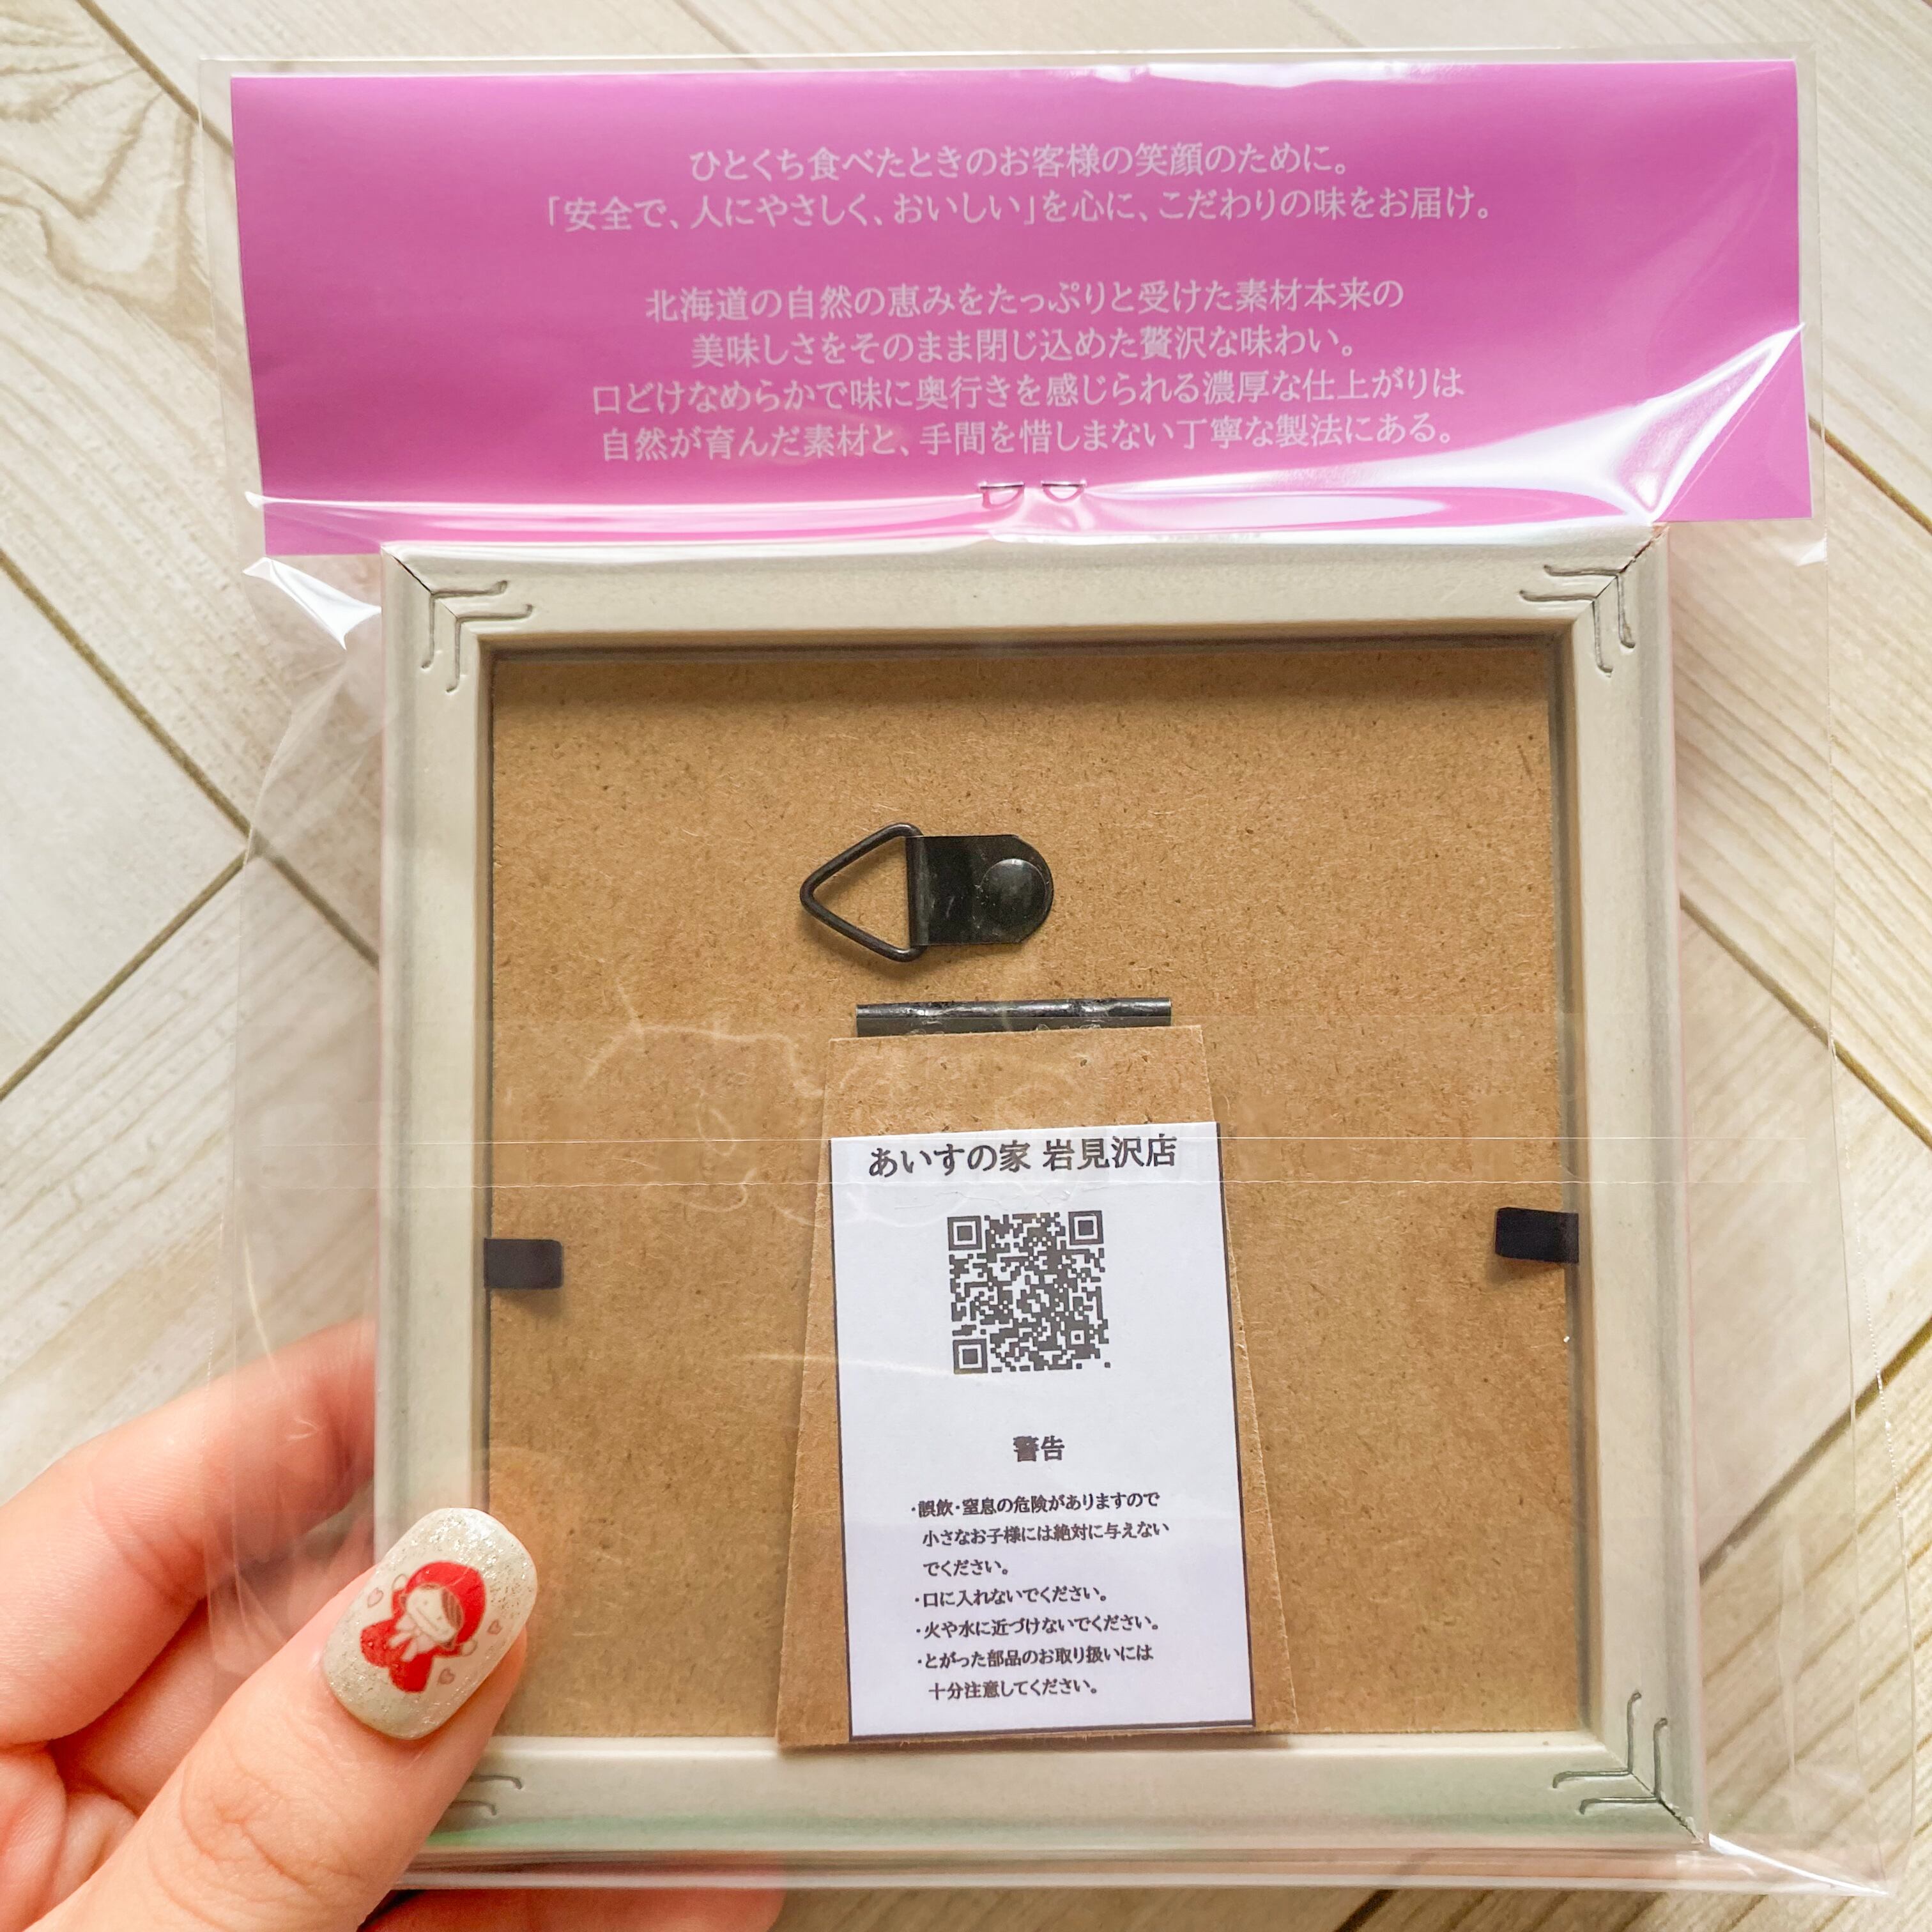 ひとくち食べたときのお客様の笑顔のために。
「安全で、人にやさしく、おいしい」を心に、こだわりの味をお届け。
北海道の自然の恵みをたっぷりと受けた素材本来の
美味しさをそのまま閉じ込めた贅沢な味わい。
口どけなめらかで味に奥行きを感じられる濃厚な仕上がりは
自然が育んだ素材と、手間を惜しまない丁寧な製法にある。
あいすの家 岩見沢店
警告
・誤飲・窒息の危険がありますので
小さなお子様には絶対に与えない
でください。
・口に入れないでください。
・火や水に近づけないでください。
・とがった部品のお取り扱いには
十分注意してください。